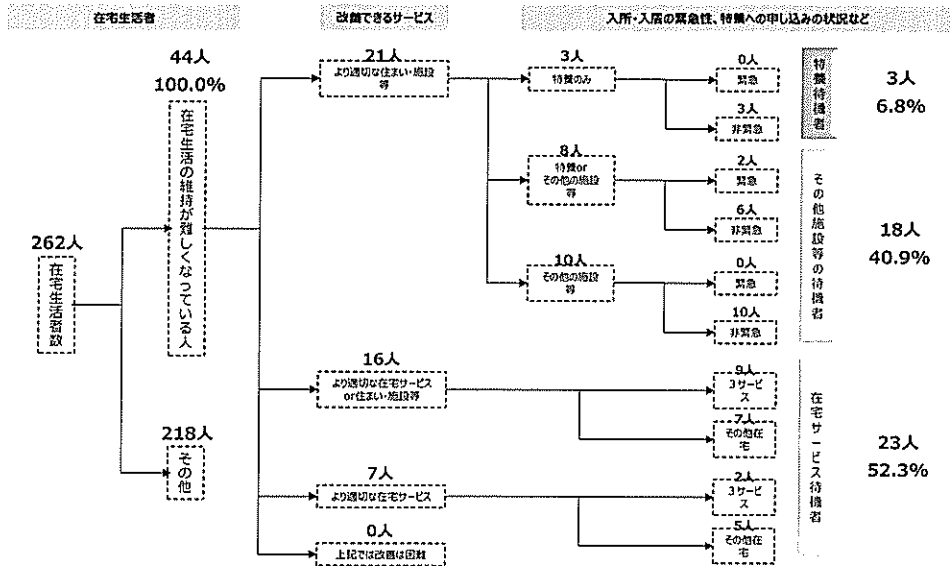 在宅生活者
改善できるサービス
入所・入居の緊急性、特養への申し込みの状況など
262人
在宅生活者数
44人
100.0%
在宅生活の維持が難しくなっている人
218人
その他
21人
より適切な住まい・施設
等
16人
より適切な在宅サービス
or住まい・施設等
7人
より適切な在宅サービス
0人
上記では改善は困難
3人
特養のみ
8人
特養or
その他の施設
等
10人
その他の施設
等
0人
緊急
3人
非緊急
2人
緊急
6人
非緊急
0人
緊急
10人
非緊急
9人
3サービ
ス
7人
その他在
宅
2人
3サービ
ス
5人
その他在
宅
特養待機者
3人
6.8%
その他施設等の待機者
18人
40.9%
在宅サービス待機者
23人
52.3%